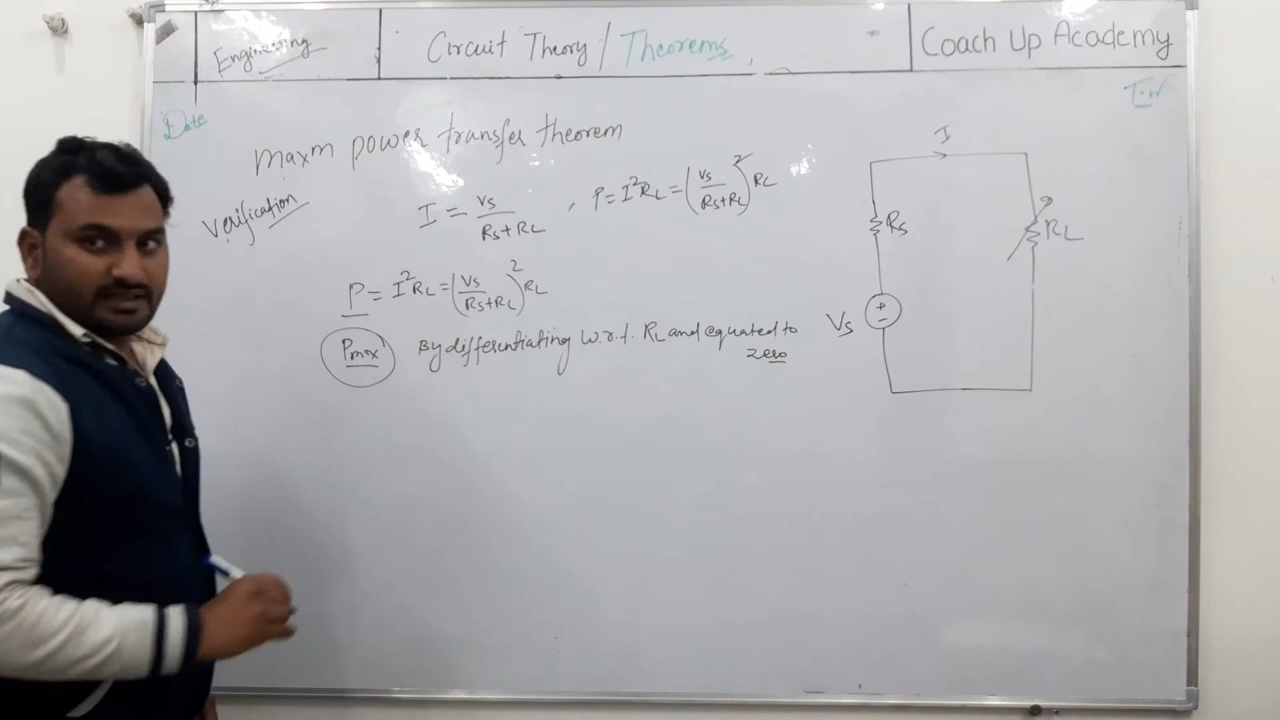 Engineering
Circuit Theory / Theorems
Coach Up Academy
Date
Maxm power transfer theorem
Verification
I = Vs / Rs+RL , P = I²RL = (Vs / Rs+RL)² RL
P = I²RL = (Vs / Rs+RL)² RL
Pmax By differentiating w.r.t. RL and equated to
zero
I
Rs
RL
Vs
+
-